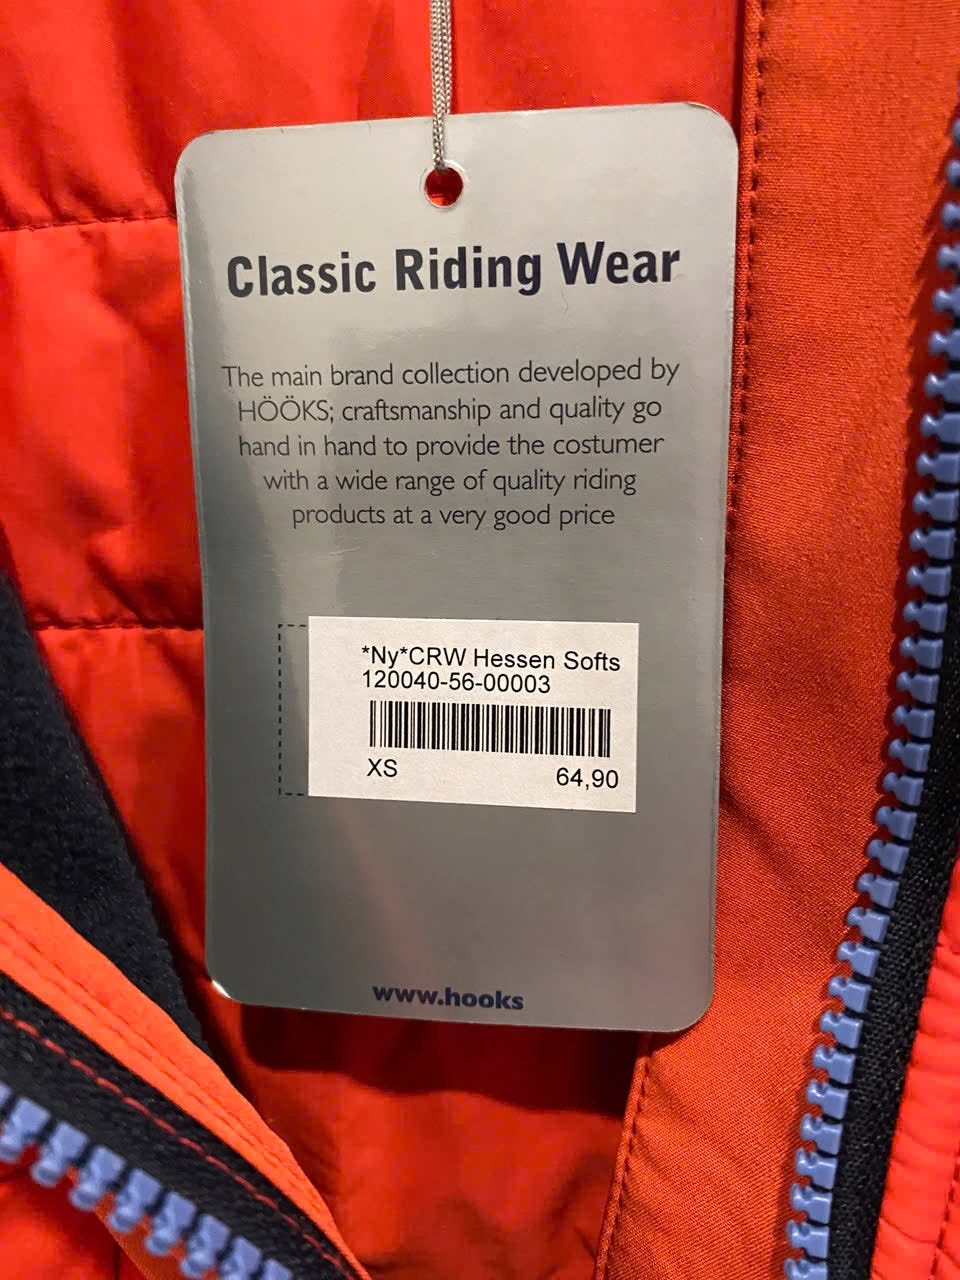 Classic Riding Wear
The main brand collection developed by
HÖÖKS; craftsmanship and quality go
hand in hand to provide the costumer
with a wide range of quality riding
products at a very good price
*Ny*CRW Hessen Softs
120040-56-00003
XS 64,90
www.hooks